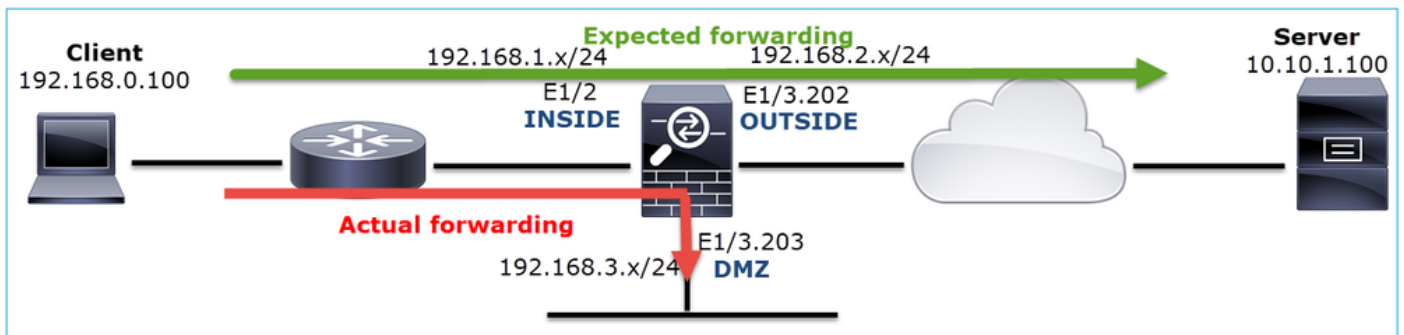 Expected forwarding
Client
192.168.0.100
192.168.1.x/24
192.168.2.x/24
Server
10.10.1.100
E1/2
INSIDE
E1/3.202
OUTSIDE
Actual forwarding
E1/3.203
DMZ
192.168.3.x/24